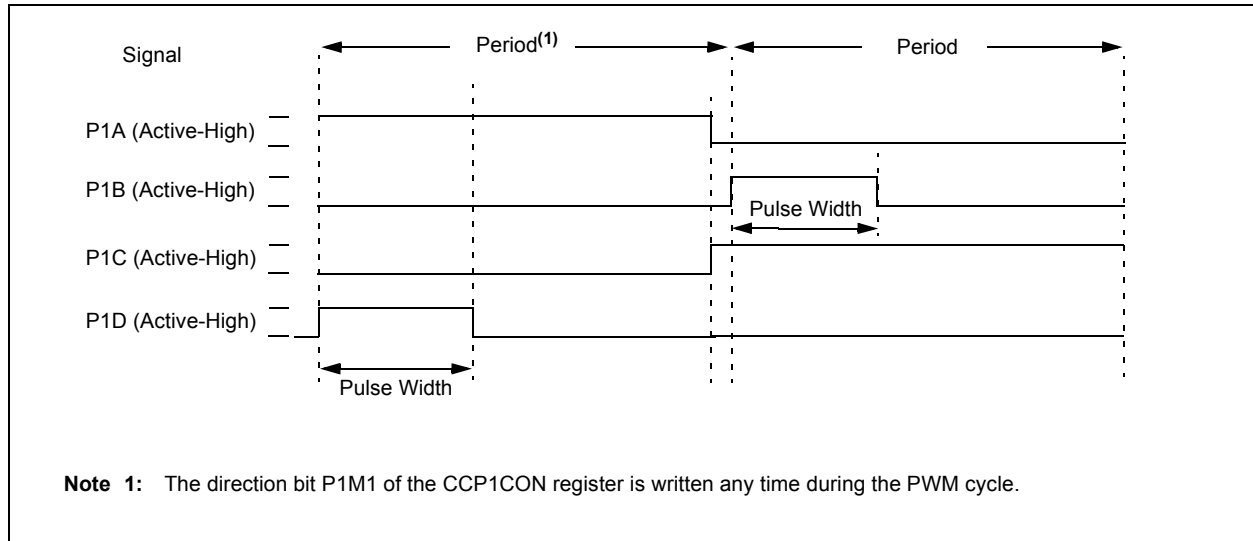 Signal
Period(1)
Period
P1A (Active-High)
P1B (Active-High)
Pulse Width
P1C (Active-High)
P1D (Active-High)
Pulse Width
Note 1: The direction bit P1M1 of the CCP1CON register is written any time during the PWM cycle.